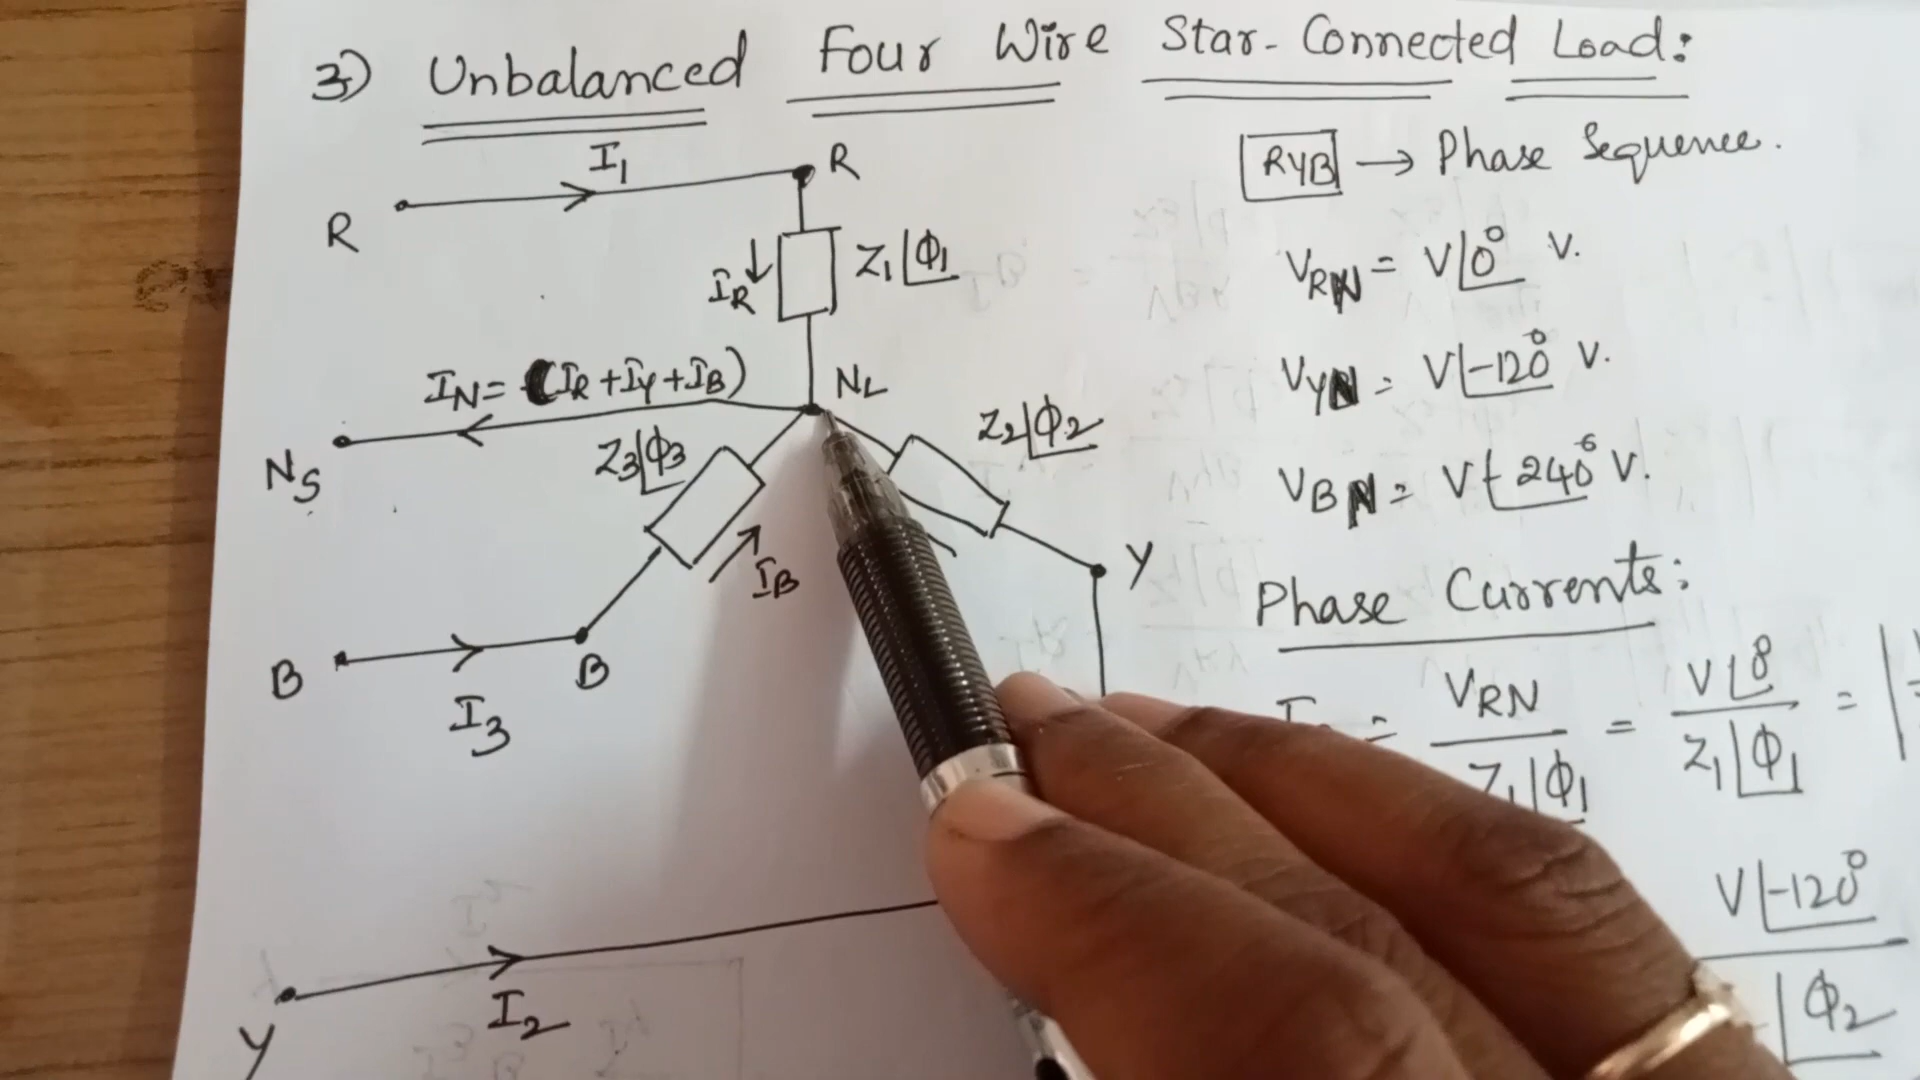 3) Unbalanced Four Wire Star-Connected Load:
RYB → Phase Sequence.
I1
R
R
IR ↓
Z1∠ϕ1
IN = (IR + IY + IB)
NL
NS
Z3∠ϕ3
Z2∠ϕ2
IB
Y
B
B
I3
I2
Y
VRN = V∠0° V.
VYN = V∠-120° V.
VBN = V∠-240° V.
Phase Currents:
= VRN / Z1∠ϕ1 = V∠0° / Z1∠ϕ1 =
V∠-120°
∠ϕ2